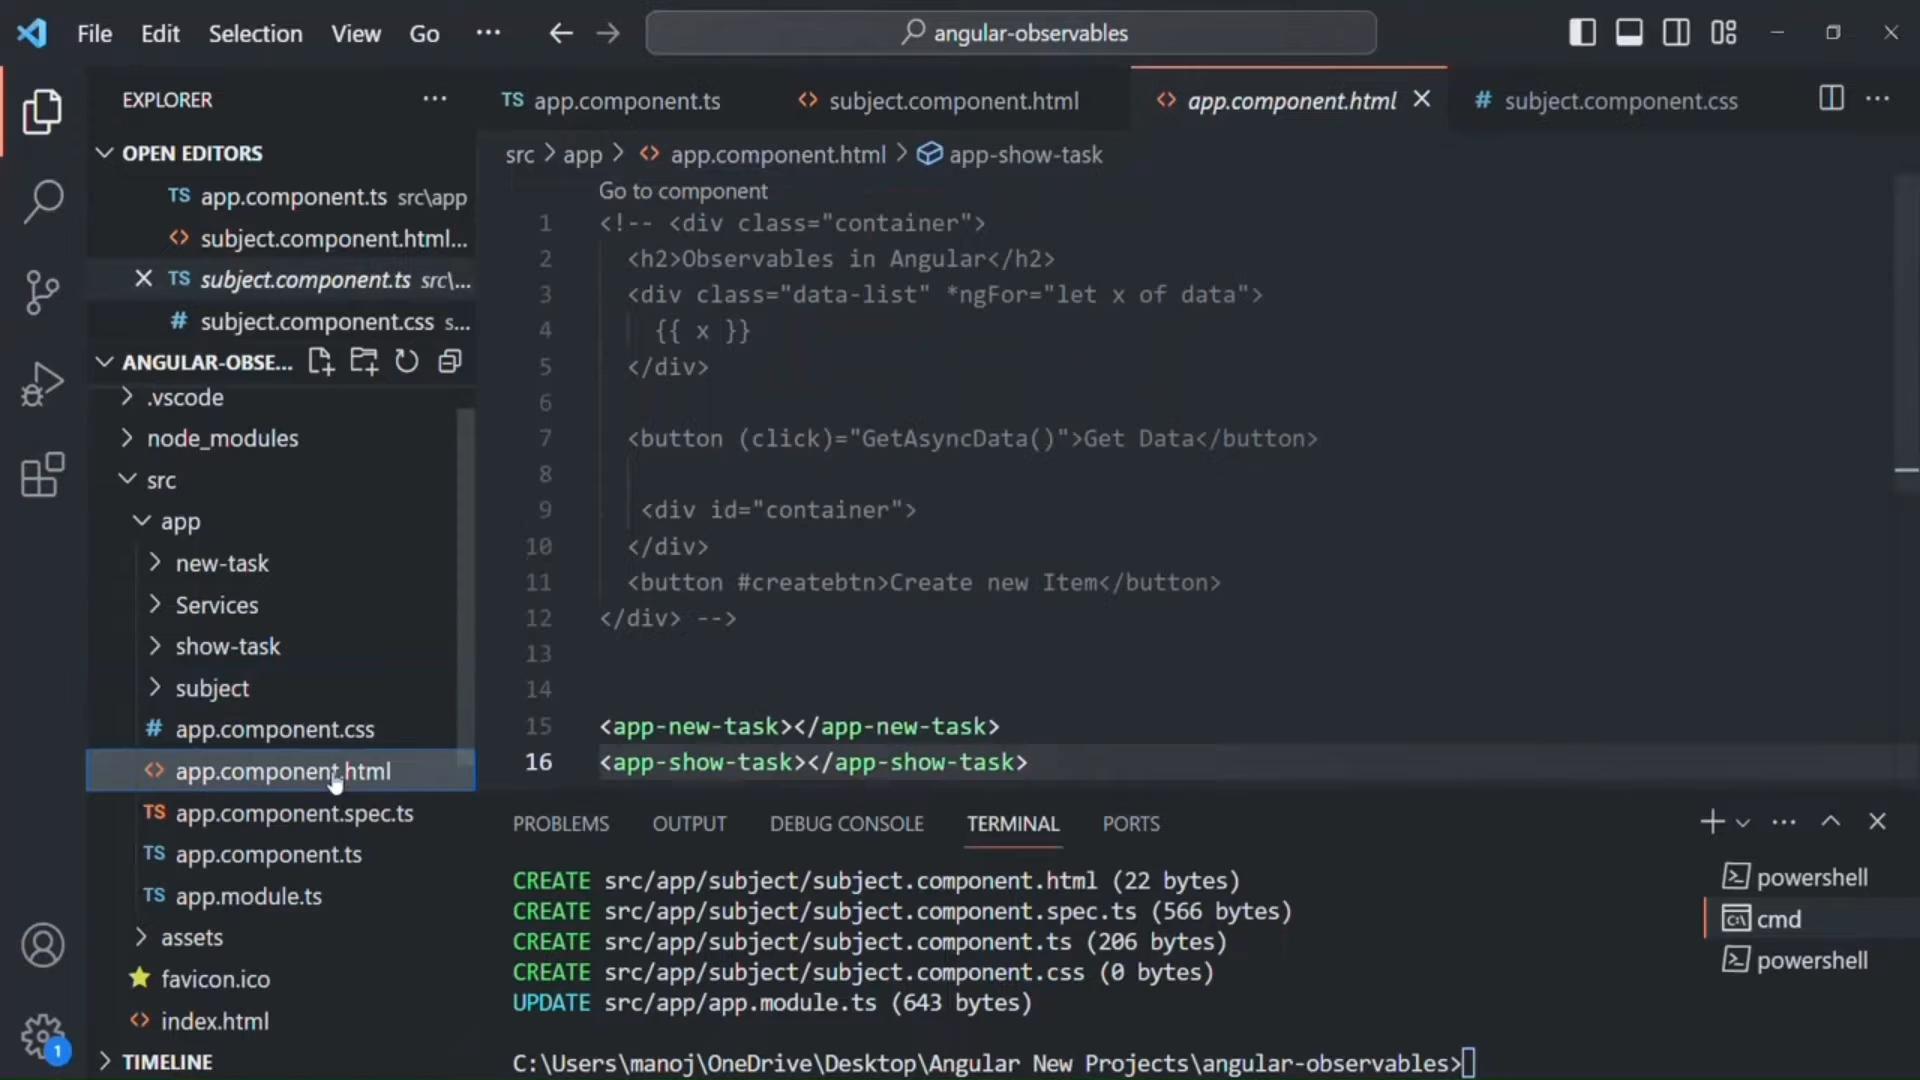 File Edit Selection View Go ... angular-observables
EXPLORER ...
OPEN EDITORS
TS app.component.ts src\app
<> subject.component.html...
TS subject.component.ts src\...
# subject.component.css s...
ANGULAR-OBSE...
.vscode
node_modules
src
app
new-task
Services
show-task
subject
# app.component.css
<> app.component.html
TS app.component.spec.ts
TS app.component.ts
TS app.module.ts
assets
favicon.ico
<> index.html
TIMELINE
1
TS app.component.ts <> subject.component.html <> app.component.html # subject.component.css ...
src > app > <> app.component.html > app-show-task
Go to component
1 <!-- <div class="container">
2 <h2>Observables in Angular</h2>
3 <div class="data-list" *ngFor="let x of data">
4 {{ x }}
5 </div>
6
7 <button (click)="GetAsyncData()">Get Data</button>
8
9 <div id="container">
10 </div>
11 <button #createbtn>Create new Item</button>
12 </div> -->
13
14
15 <app-new-task></app-new-task>
16 <app-show-task></app-show-task>
PROBLEMS OUTPUT DEBUG CONSOLE TERMINAL PORTS
CREATE src/app/subject/subject.component.html (22 bytes)
CREATE src/app/subject/subject.component.spec.ts (566 bytes)
CREATE src/app/subject/subject.component.ts (206 bytes)
CREATE src/app/subject/subject.component.css (0 bytes)
UPDATE src/app/app.module.ts (643 bytes)
C:\Users\manoj\OneDrive\Desktop\Angular New Projects\angular-observables>
powershell
cmd
powershell